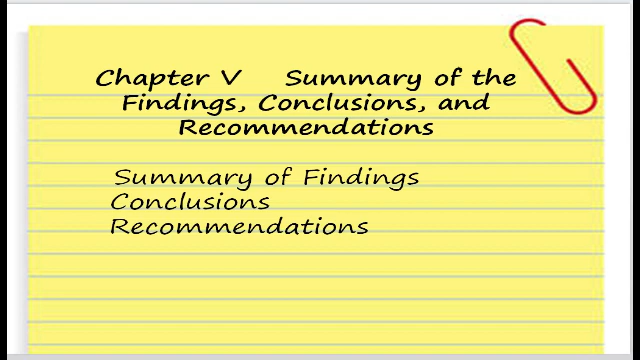 Chapter V Summary of the
Findings, Conclusions, and
Recommendations
Summary of Findings
Conclusions
Recommendations